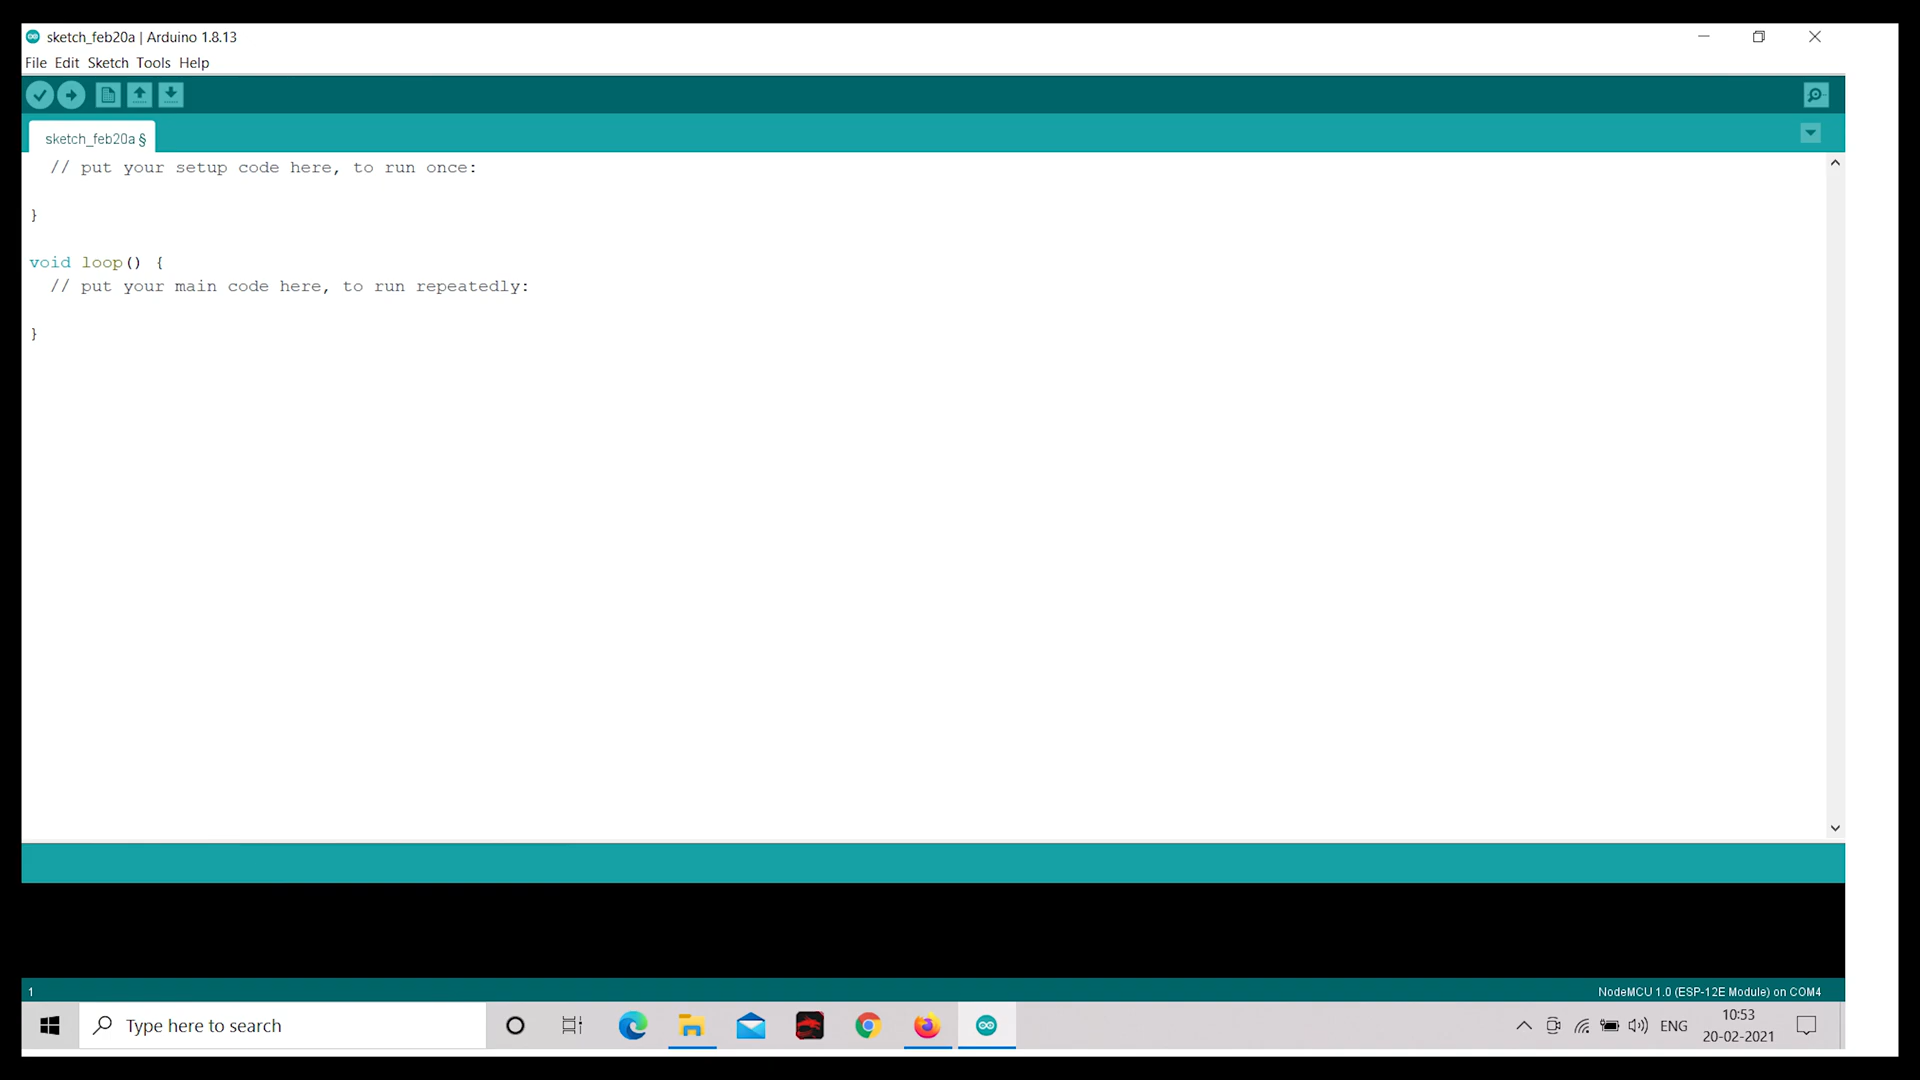 sketch_feb20a | Arduino 1.8.13
File Edit Sketch Tools Help
sketch_feb20a §
// put your setup code here, to run once:
}
void loop() {
// put your main code here, to run repeatedly:
}
1
NodeMCU 1.0 (ESP-12E Module) on COM4
Type here to search
ENG
10:53
20-02-2021